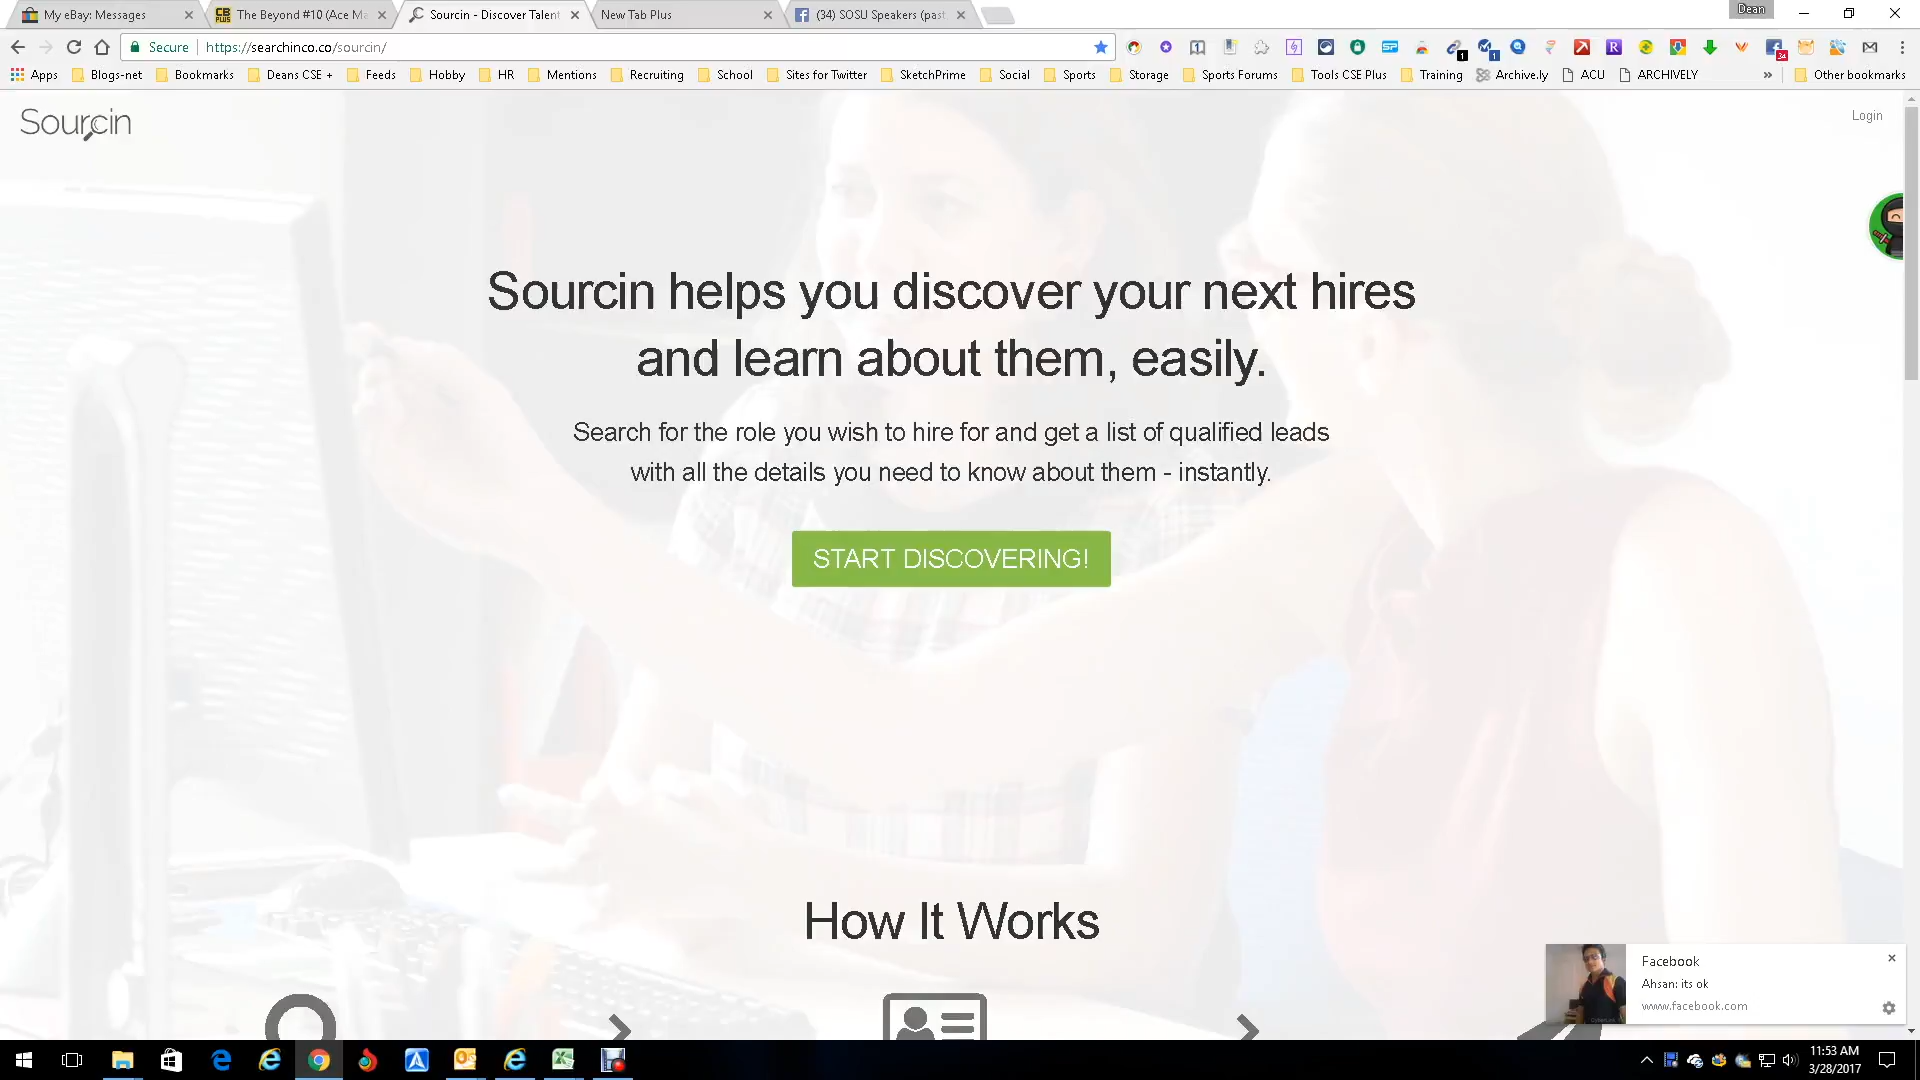 My eBay: Messages
The Beyond #10 (Ace Ma
Sourcin - Discover Talent
New Tab Plus
(34) SOSU Speakers (past
Dean
Secure
https://searchinco.co/sourcin/
Apps
Blogs-net
Bookmarks
Deans CSE +
Feeds
Hobby
HR
Mentions
Recruiting
School
Sites for Twitter
SketchPrime
Social
Sports
Storage
Sports Forums
Tools CSE Plus
Training
Archive.ly
ACU
ARCHIVELY
»
Other bookmarks
Sourcin
Login
Sourcin helps you discover your next hires
and learn about them, easily.
Search for the role you wish to hire for and get a list of qualified leads
with all the details you need to know about them - instantly.
START DISCOVERING!
How It Works
Facebook
Ahsan: its ok
www.facebook.com
11:53 AM
3/28/2017